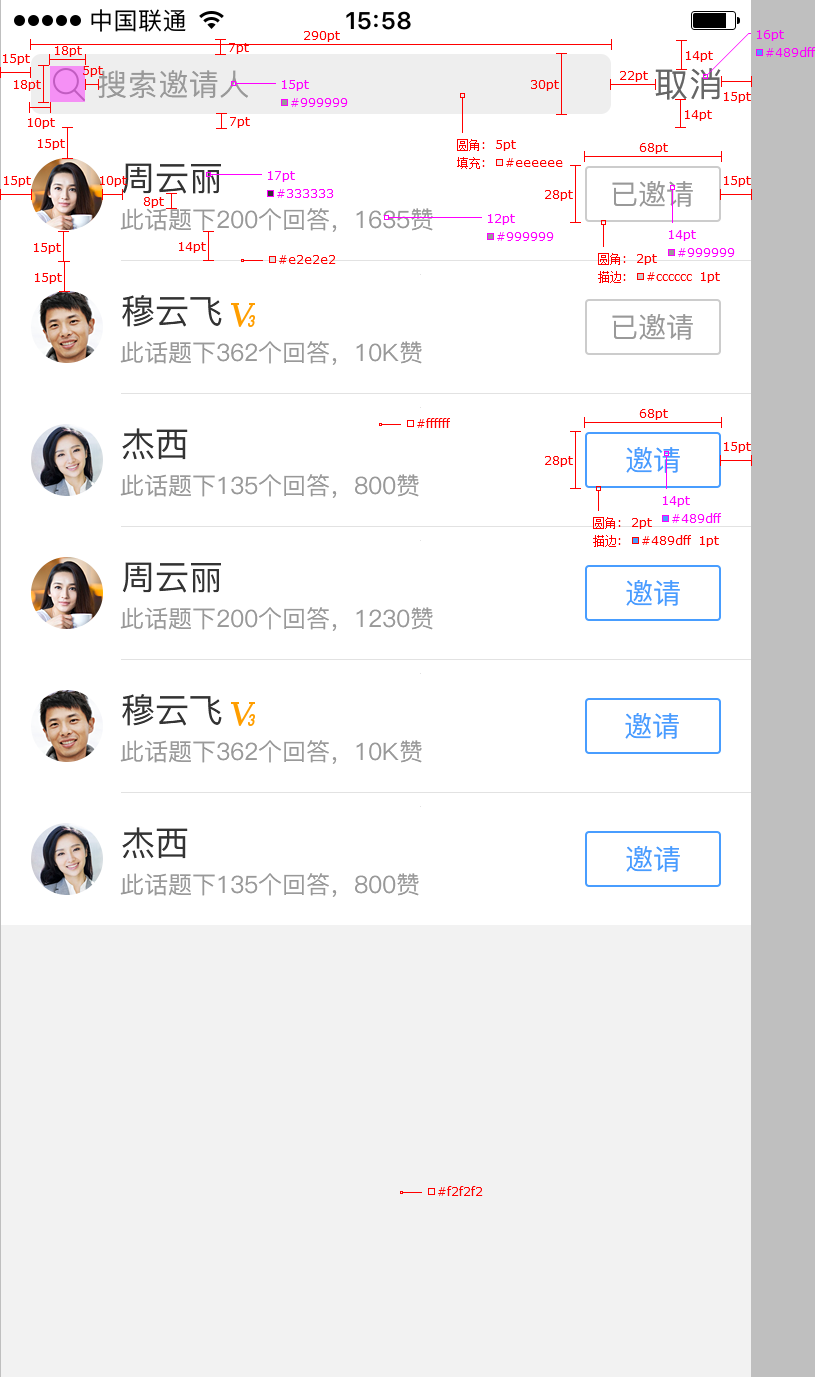 中国联通 15:58
290pt
16pt
#489dff
7pt
18pt
15pt
5pt
14pt
搜索邀请人
取消
18pt
15pt
#999999
30pt
22pt
15pt
10pt
7pt
14pt
圆角: 5pt
填充: #eeeeee
15pt
68pt
周云丽
17pt
#333333
15pt
10pt
28pt
已邀请
15pt
8pt
此话题下200个回答，1635赞
12pt
#999999
14pt
#999999
15pt
14pt
#e2e2e2
圆角: 2pt
描边: #cccccc 1pt
15pt
穆云飞 V3
已邀请
此话题下362个回答，10K赞
#ffffff
68pt
杰西
28pt
邀请
15pt
此话题下135个回答，800赞
14pt
#489dff
圆角: 2pt
描边: #489dff 1pt
周云丽
邀请
此话题下200个回答，1230赞
穆云飞 V3
邀请
此话题下362个回答，10K赞
杰西
邀请
此话题下135个回答，800赞
#f2f2f2